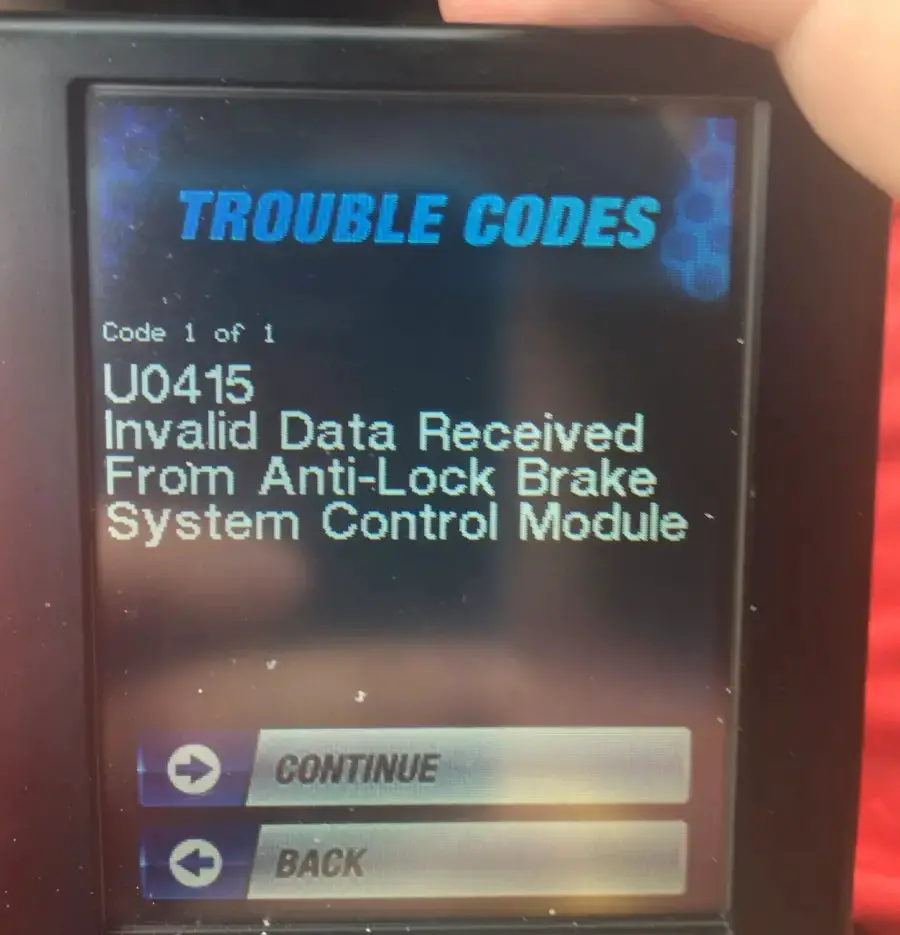 TROUBLE CODES
Code 1 of 1
U0415
Invalid Data Received
From Anti-Lock Brake
System Control Module
CONTINUE
BACK